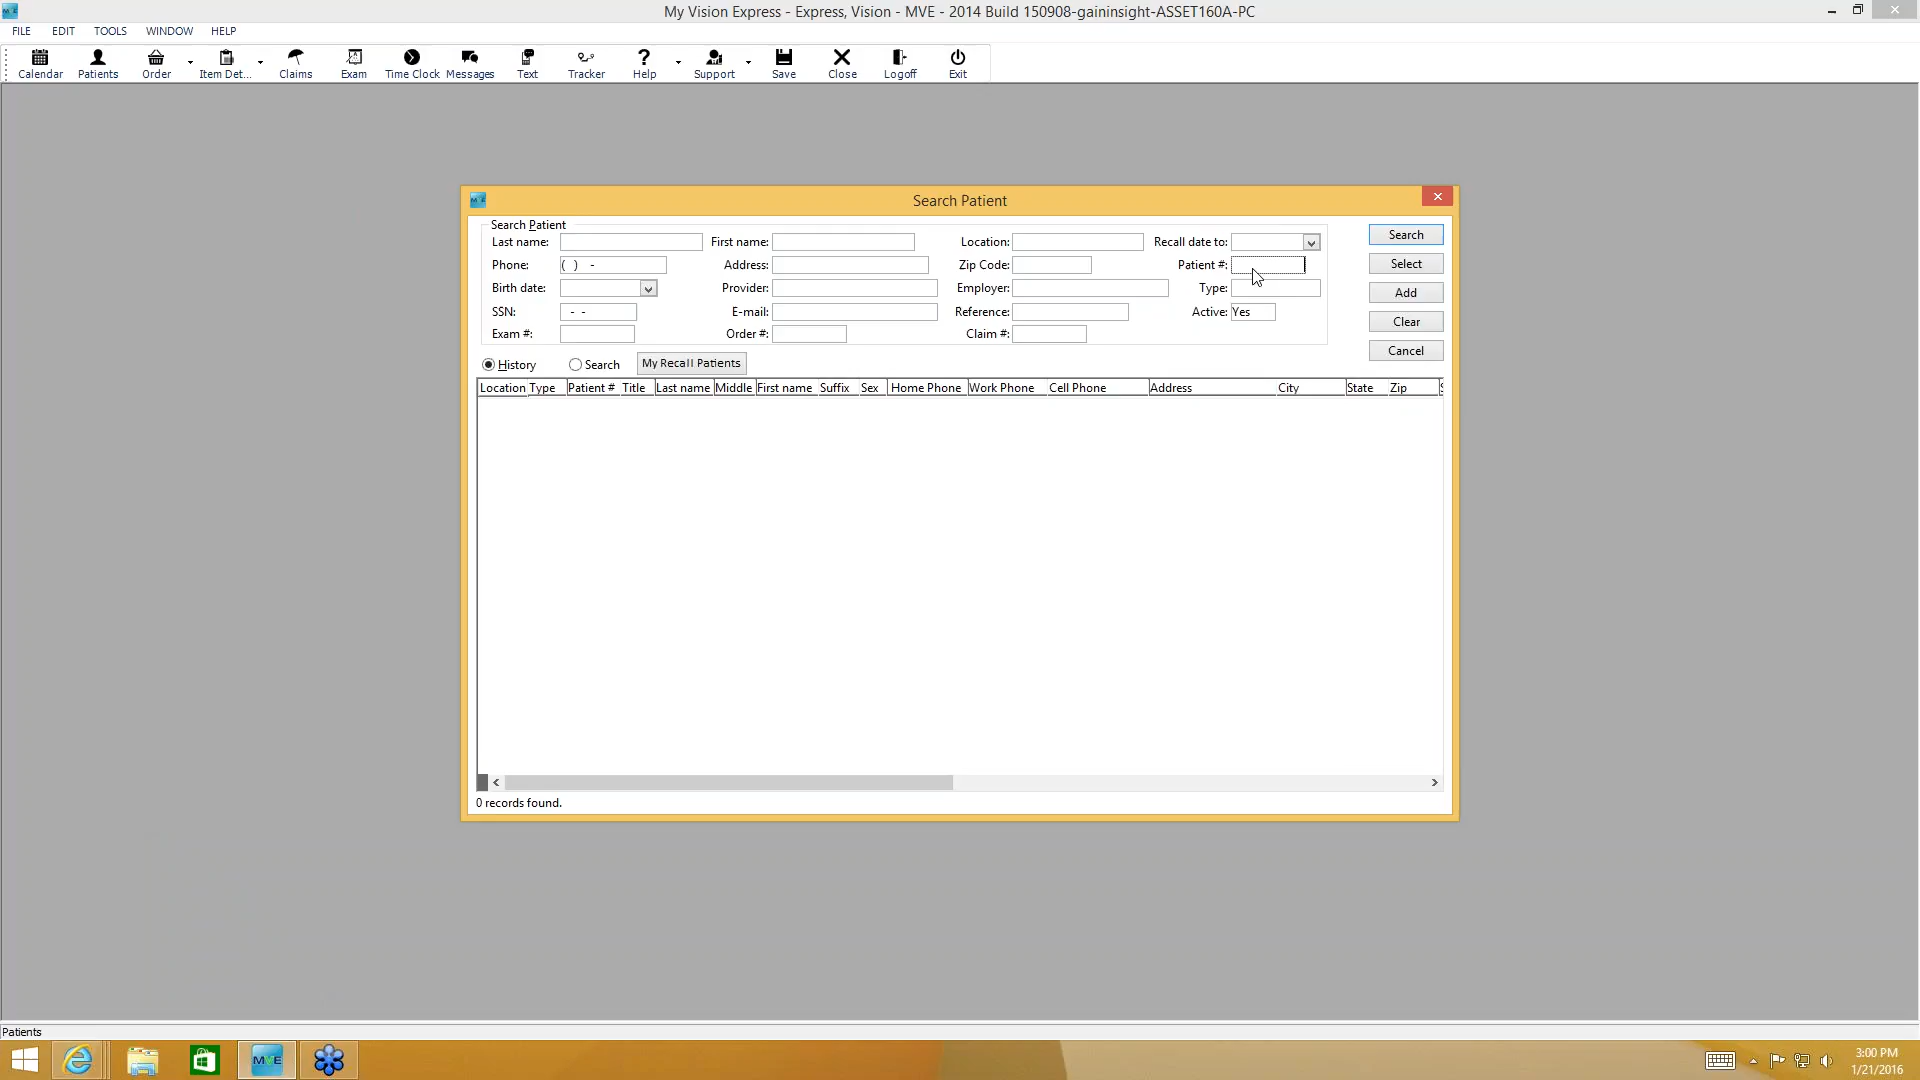 My Vision Express - Express, Vision - MVE - 2014 Build 150908-gaininsight-ASSET160A-PC
FILE EDIT TOOLS WINDOW HELP
Calendar Patients Order Item Det... Claims Exam Time Clock Messages Text Tracker Help Support Save Close Logoff Exit
Search Patient
Search Patient
Last name: First name: Location: Recall date to: Search
Phone: ( ) - Address: Zip Code: Patient #: Select
Birth date: Provider: Employer: Type: Add
SSN: - - E-mail: Reference: Active: Yes Clear
Exam #: Order #: Claim #: Cancel
History Search My Recall Patients
Location Type Patient # Title Last name Middle First name Suffix Sex Home Phone Work Phone Cell Phone Address City State Zip
0 records found.
Patients
MVE
3:00 PM
1/21/2016